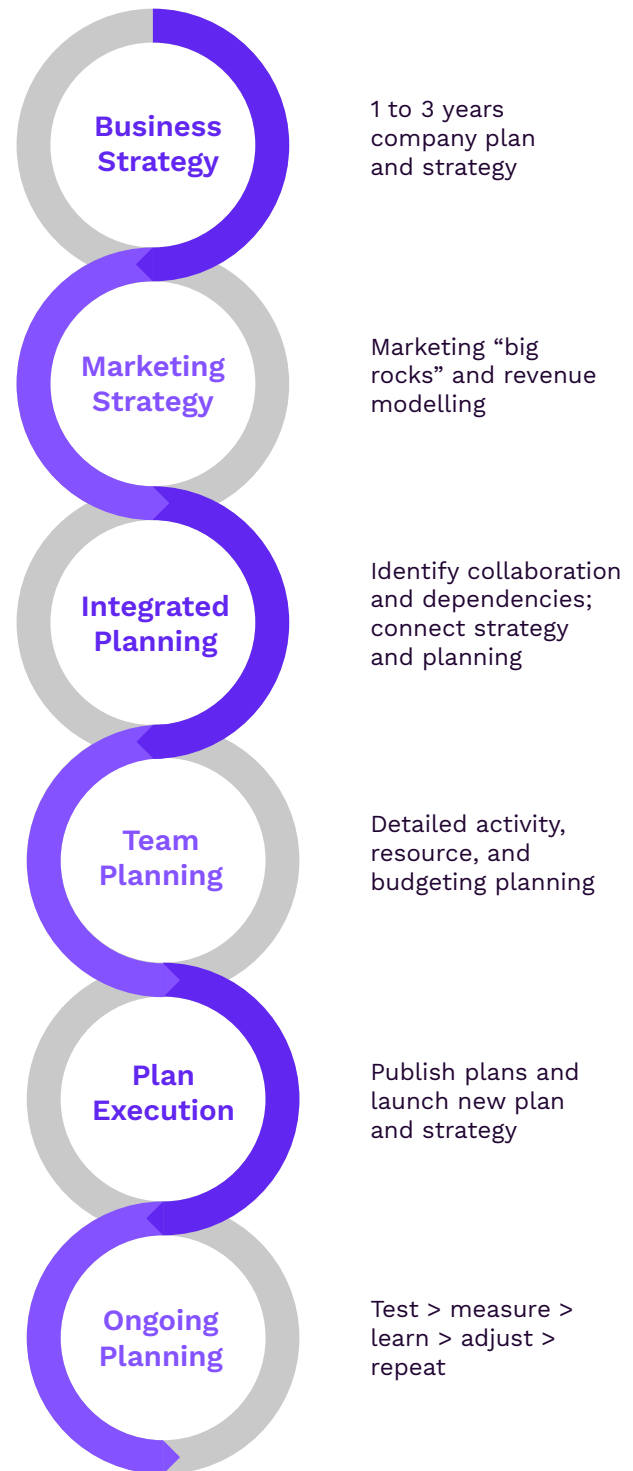 Business
Strategy
1 to 3 years
company plan
and strategy
Marketing
Strategy
Marketing “big
rocks” and revenue
modelling
Integrated
Planning
Identify collaboration
and dependencies;
connect strategy
and planning
Team
Planning
Detailed activity,
resource, and
budgeting planning
Plan
Execution
Publish plans and
launch new plan
and strategy
Ongoing
Planning
Test > measure >
learn > adjust >
repeat